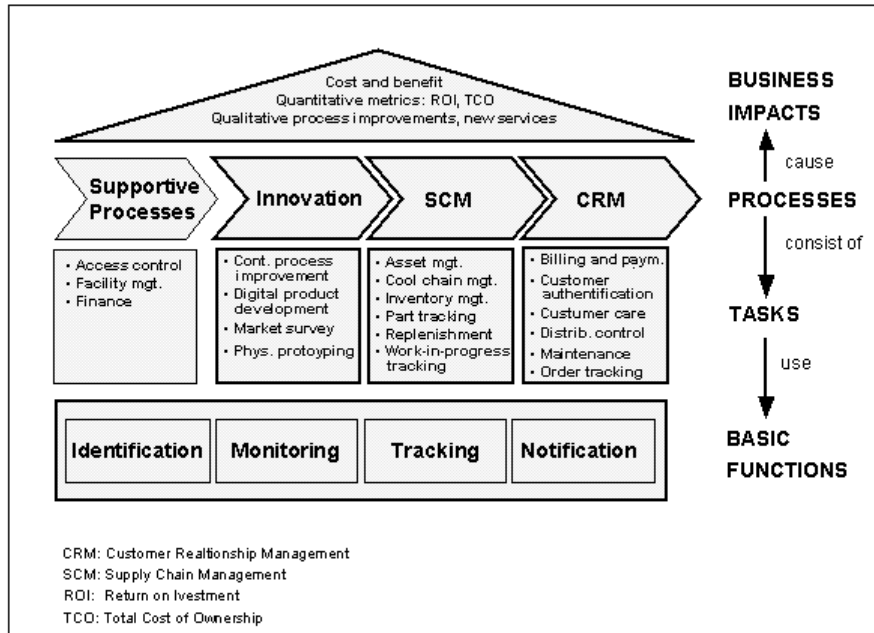 Cost and benefit
Quantitative metrics: ROI, TCO
Qualitative process improvements, new services
BUSINESS
IMPACTS
cause
Supportive
Processes
Innovation
SCM
CRM
PROCESSES
consist of
• Access control
• Facility mgt.
• Finance
• Cont. process
improvement
• Digital product
development
• Market survey
• Phys. protoyping
• Asset mgt.
• Cool chain mgt.
• Inventory mgt.
• Part tracking
• Replenishment
• Work-in-progress
tracking
• Billing and paym.
• Customer
authentification
• Custumer care
• Distrib. control
• Maintenance
• Order tracking
TASKS
use
Identification
Monitoring
Tracking
Notification
BASIC
FUNCTIONS
CRM: Customer Realtionship Management
SCM: Supply Chain Management
ROI: Return on Ivestment
TCO: Total Cost of Ownership